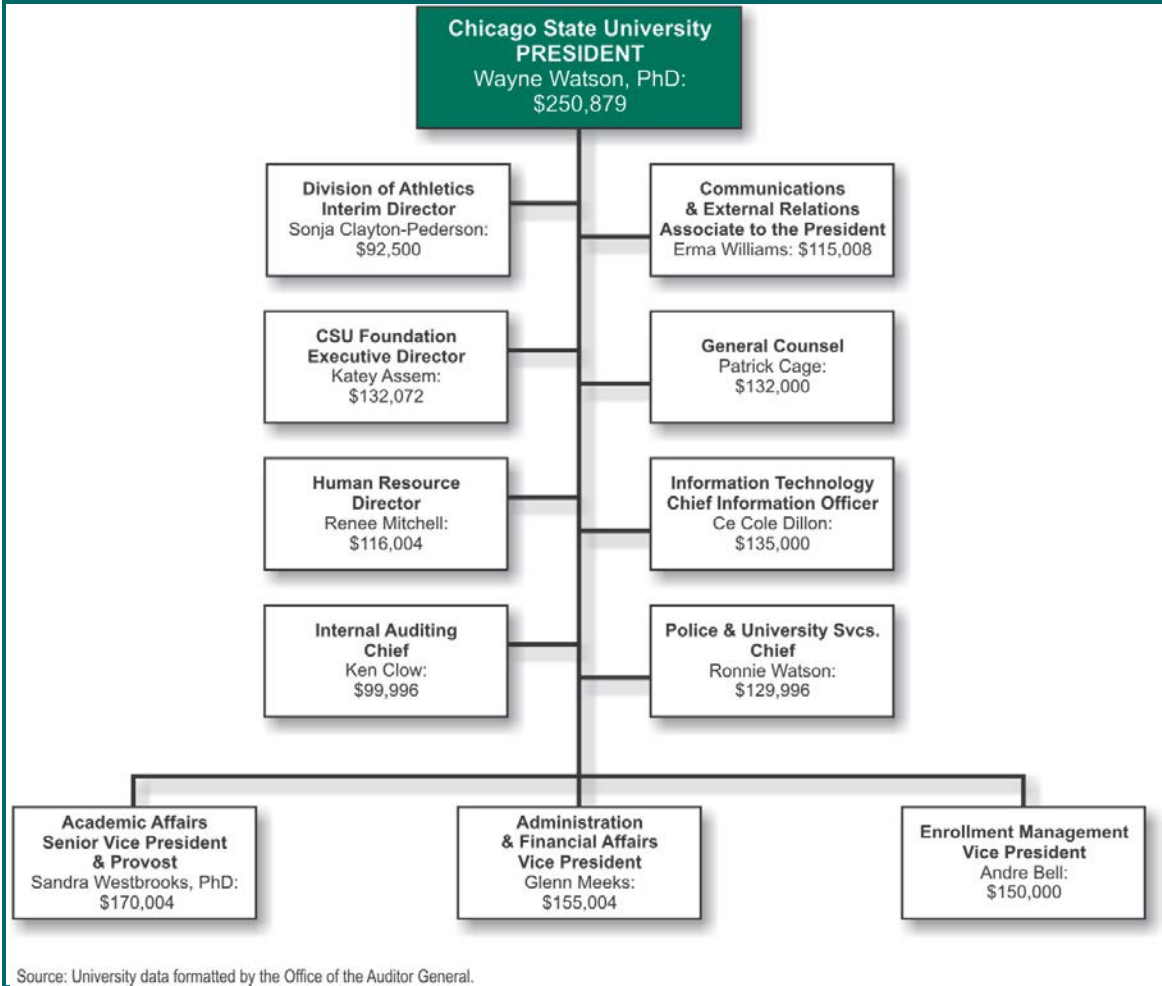 Chicago State University
PRESIDENT
Wayne Watson, PhD:
$250,879
Division of Athletics
Interim Director
Sonja Clayton-Pederson:
$92,500
Communications
& External Relations
Associate to the President
Erma Williams: $115,008
CSU Foundation
Executive Director
Katey Assem:
$132,072
General Counsel
Patrick Cage:
$132,000
Human Resource
Director
Renee Mitchell:
$116,004
Information Technology
Chief Information Officer
Ce Cole Dillon:
$135,000
Internal Auditing
Chief
Ken Clow:
$99,996
Police & University Svcs.
Chief
Ronnie Watson:
$129,996
Academic Affairs
Senior Vice President
& Provost
Sandra Westbrooks, PhD:
$170,004
Administration
& Financial Affairs
Vice President
Glenn Meeks:
$155,004
Enrollment Management
Vice President
Andre Bell:
$150,000
Source: University data formatted by the Office of the Auditor General.